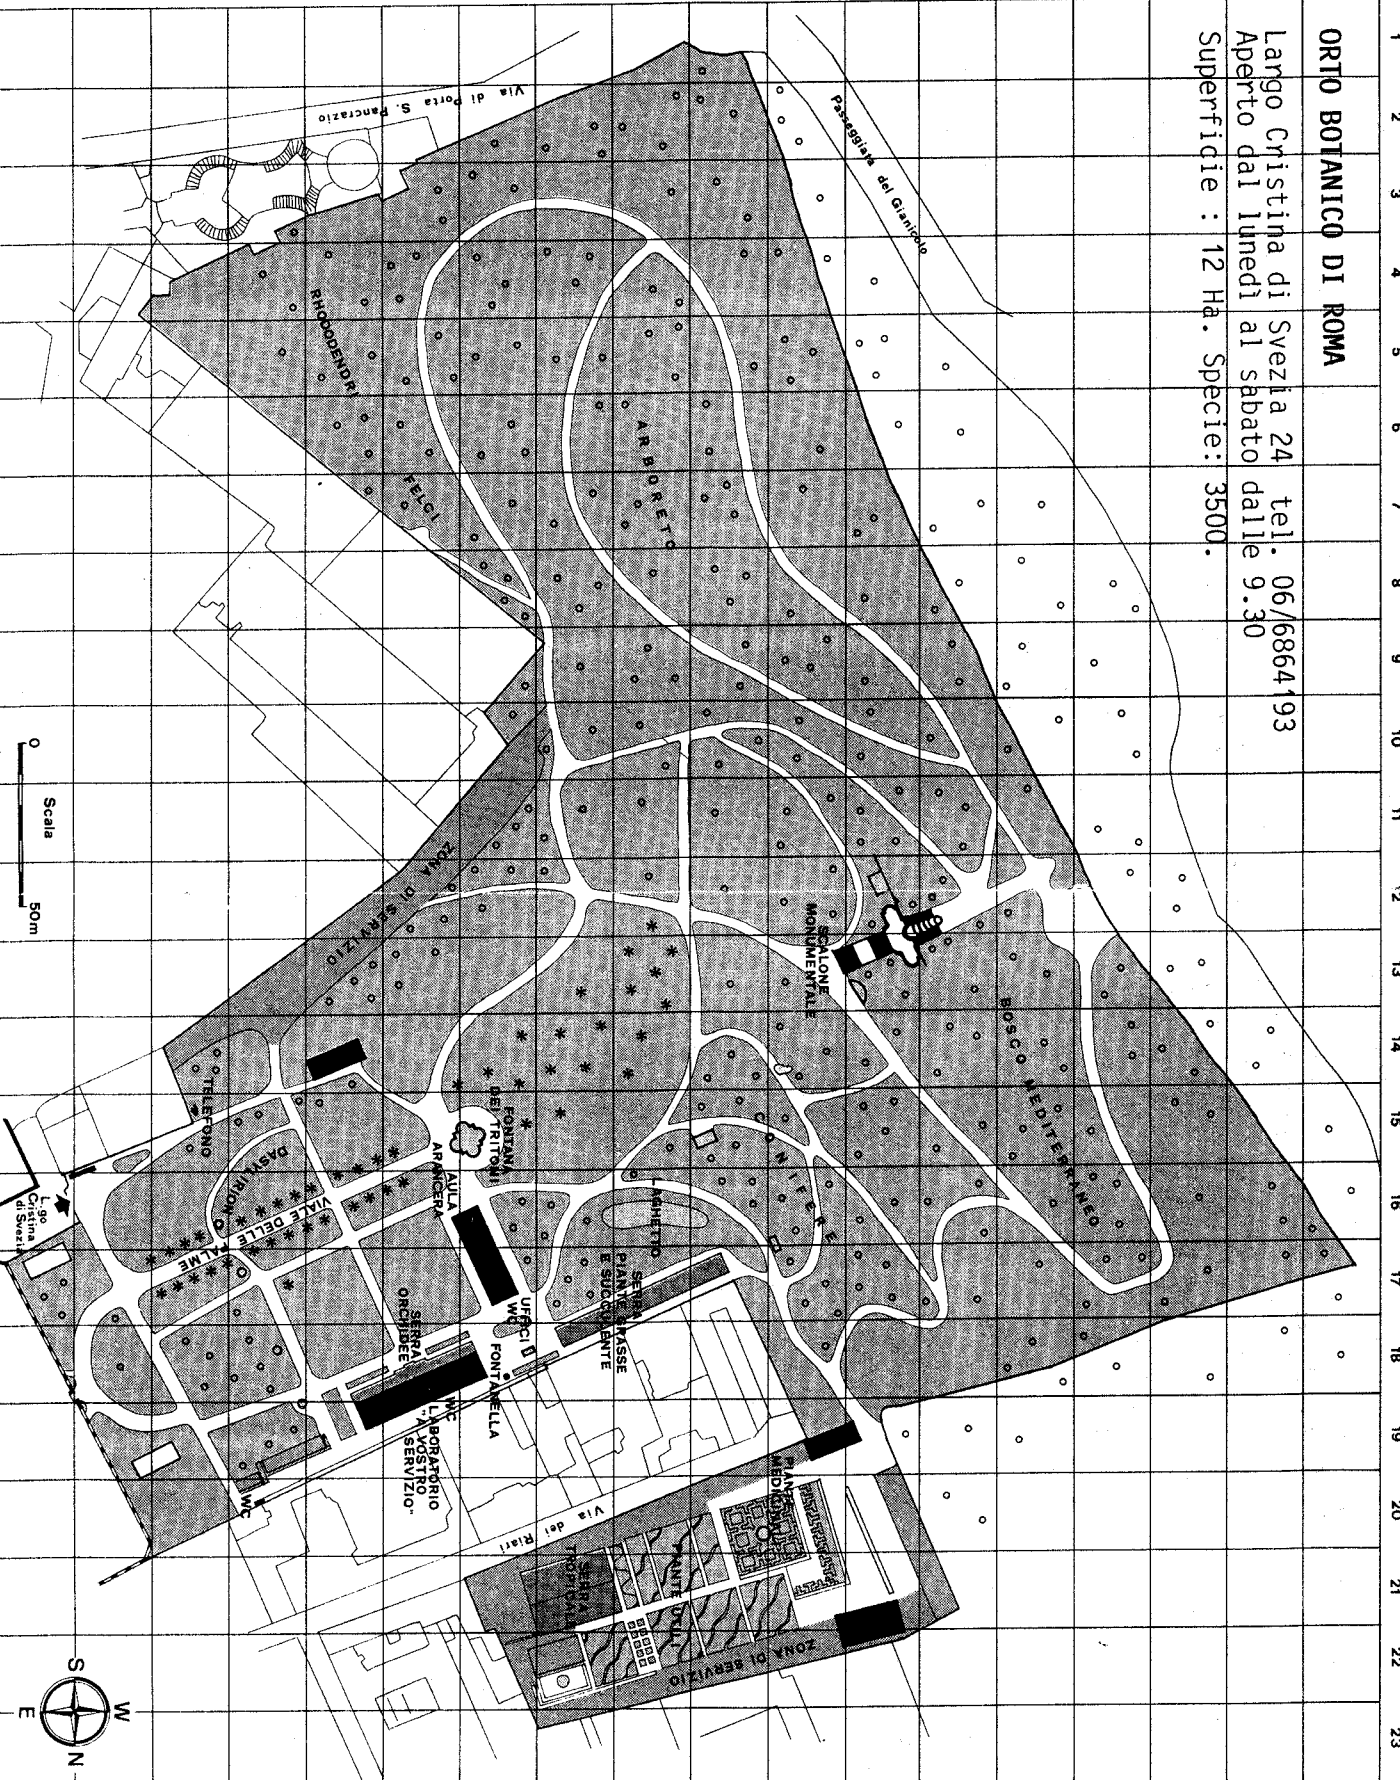 ORTO BOTANICO DI ROMA
Largo Cristina di Svezia 24 tel. 06/6864193
Aperto dal lunedì al sabato dalle 9.30
Superficie : 12 Ha. Specie: 3500.
1 2 3 4 5 6 7 8 9 10 11 12 13 14 15 16 17 18 19 20 21 22 23
Passeggiata del Gianicolo
Via di Porta S. Pancrazio
RHODODENDRI
FELCI
ARBORETO
ZONA DI SERVIZIO
SCALONE
MONUMENTALE
BOSCO MEDITERRANEO
CONIFERE
LAGHETTO
FONTANA
DEI TRITONI
AULA
ARANCERA
TELEFONO
DASYLIRION
VIALE DELLE PALME
L.go
Cristina
di Svezia
SERRA
PIANTE GRASSE
E SUCCULENTE
UFFICI
WC
FONTANELLA
SERRA
ORCHIDEE
WC
LABORATORIO
"A VOSTRO
SERVIZIO"
WC
Via dei Riari
PIANTE
MEDICINALI
PIANTE UTILI
SERRA
TROPICALE
ZONA DI SERVIZIO
Scala
0 50m
S W E N